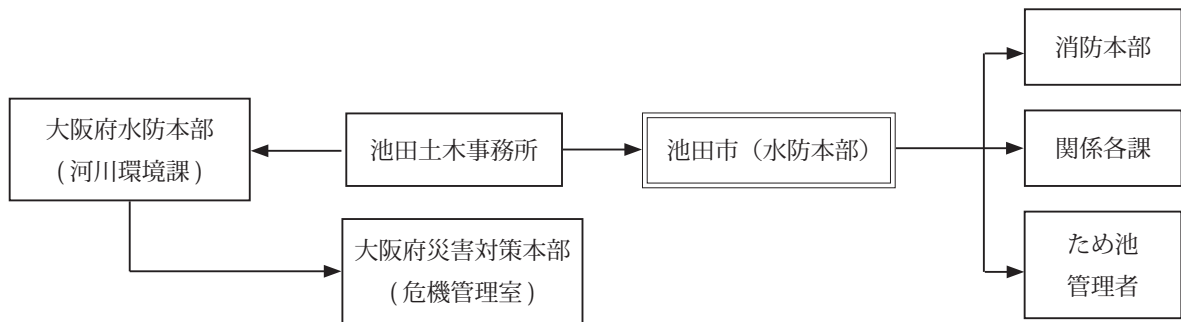 大阪府水防本部
(河川環境課)
池田土木事務所
池田市（水防本部）
消防本部
関係各課
ため池
管理者
大阪府災害対策本部
(危機管理室)